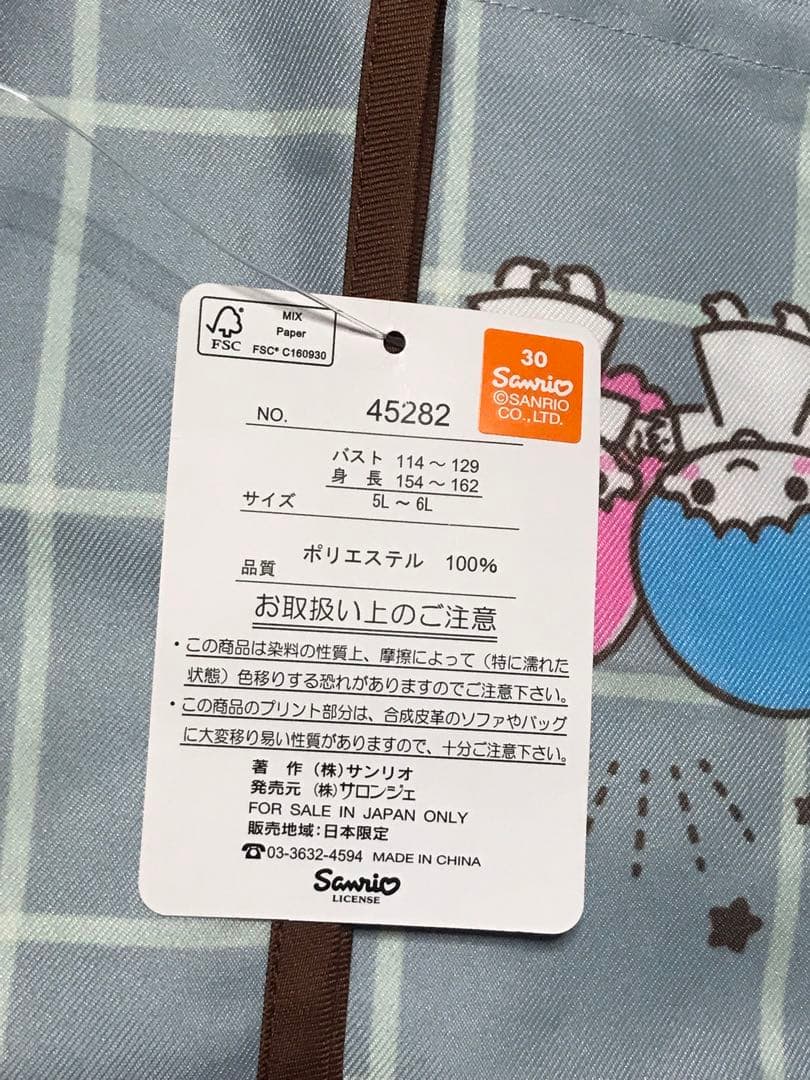 MIX
Paper
FSC FSC® C160930
30
Sanrio
©SANRIO
CO.,LTD.
NO. 45282
バスト 114～129
身長 154～162
サイズ 5L～6L
品質 ポリエステル 100%
お取扱い上のご注意
・この商品は染料の性質上、摩擦によって（特に濡れた
状態）色移りする恐れがありますのでご注意下さい。
・この商品のプリント部分は、合成皮革のソファやバッグ
に大変移り易い性質がありますので、十分ご注意下さい。
著 作 (株)サンリオ
発売元 (株)サロンジェ
FOR SALE IN JAPAN ONLY
販売地域:日本限定
☎03-3632-4594 MADE IN CHINA
Sanrio
LICENSE